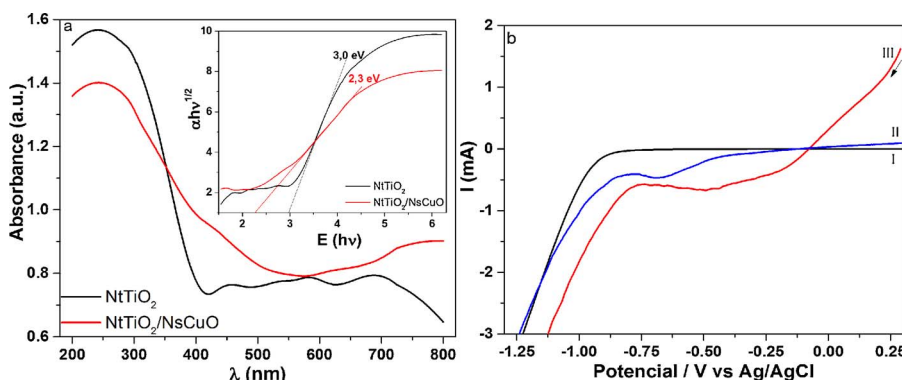 a
1.6
1.4
1.2
1.0
0.8
0.6
Absorbance (a.u.)
200 300 400 500 600 700 800
λ (nm)
NtTiO2
NtTiO2/NsCuO
10
8
6
4
2
αhν1/2
3,0 eV
2,3 eV
NtTiO2
NtTiO2/NsCuO
2 3 4 5 6
E (hν)
b
2
1
0
-1
-2
-3
I (mA)
III
II
I
-1.25 -1.00 -0.75 -0.50 -0.25 0.00 0.25
Potencial / V vs Ag/AgCl